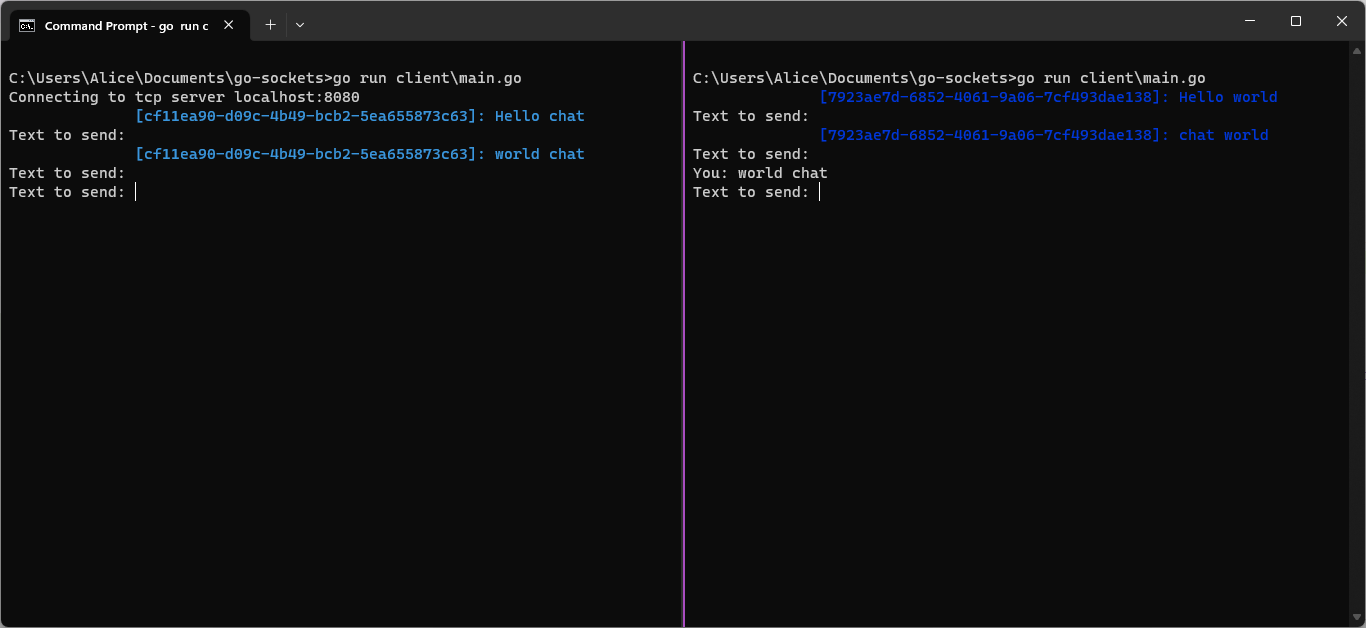 Command Prompt - go  run c
C:\Users\Alice\Documents\go-sockets>go run client\main.go
Connecting to tcp server localhost:8080
[cf11ea90-d09c-4b49-bcb2-5ea655873c63]: Hello chat
Text to send:
[cf11ea90-d09c-4b49-bcb2-5ea655873c63]: world chat
Text to send:
Text to send:
C:\Users\Alice\Documents\go-sockets>go run client\main.go
[7923ae7d-6852-4061-9a06-7cf493dae138]: Hello world
Text to send:
[7923ae7d-6852-4061-9a06-7cf493dae138]: chat world
Text to send:
You: world chat
Text to send: